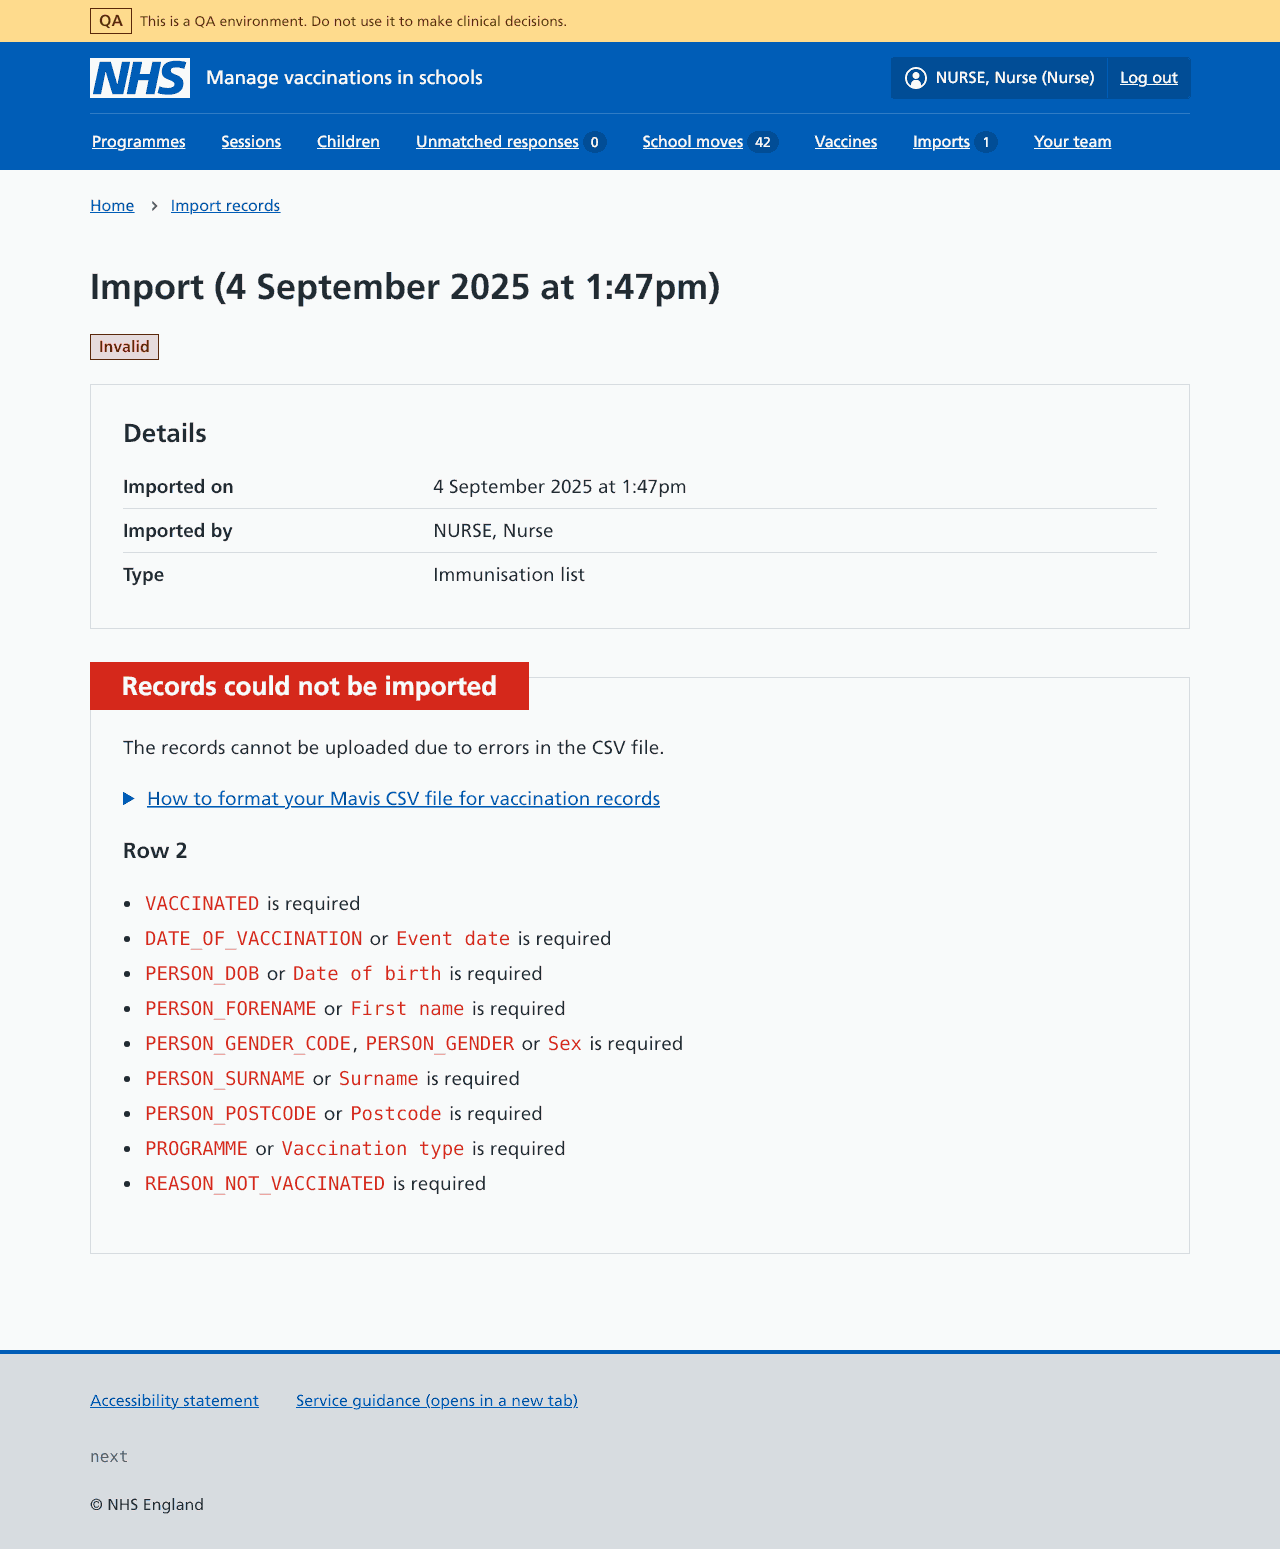 QA This is a QA environment. Do not use it to make clinical decisions.
NHS Manage vaccinations in schools NURSE, Nurse (Nurse) Log out
Programmes Sessions Children Unmatched responses 0 School moves 42 Vaccines Imports 1 Your team
Home Import records
Import (4 September 2025 at 1:47pm)
Invalid
Details
Imported on 4 September 2025 at 1:47pm
Imported by NURSE, Nurse
Type Immunisation list
Records could not be imported
The records cannot be uploaded due to errors in the CSV file.
How to format your Mavis CSV file for vaccination records
Row 2
• VACCINATED is required
• DATE_OF_VACCINATION or Event date is required
• PERSON_DOB or Date of birth is required
• PERSON_FORENAME or First name is required
• PERSON_GENDER_CODE, PERSON_GENDER or Sex is required
• PERSON_SURNAME or Surname is required
• PERSON_POSTCODE or Postcode is required
• PROGRAMME or Vaccination type is required
• REASON_NOT_VACCINATED is required
Accessibility statement Service guidance (opens in a new tab)
next
© NHS England